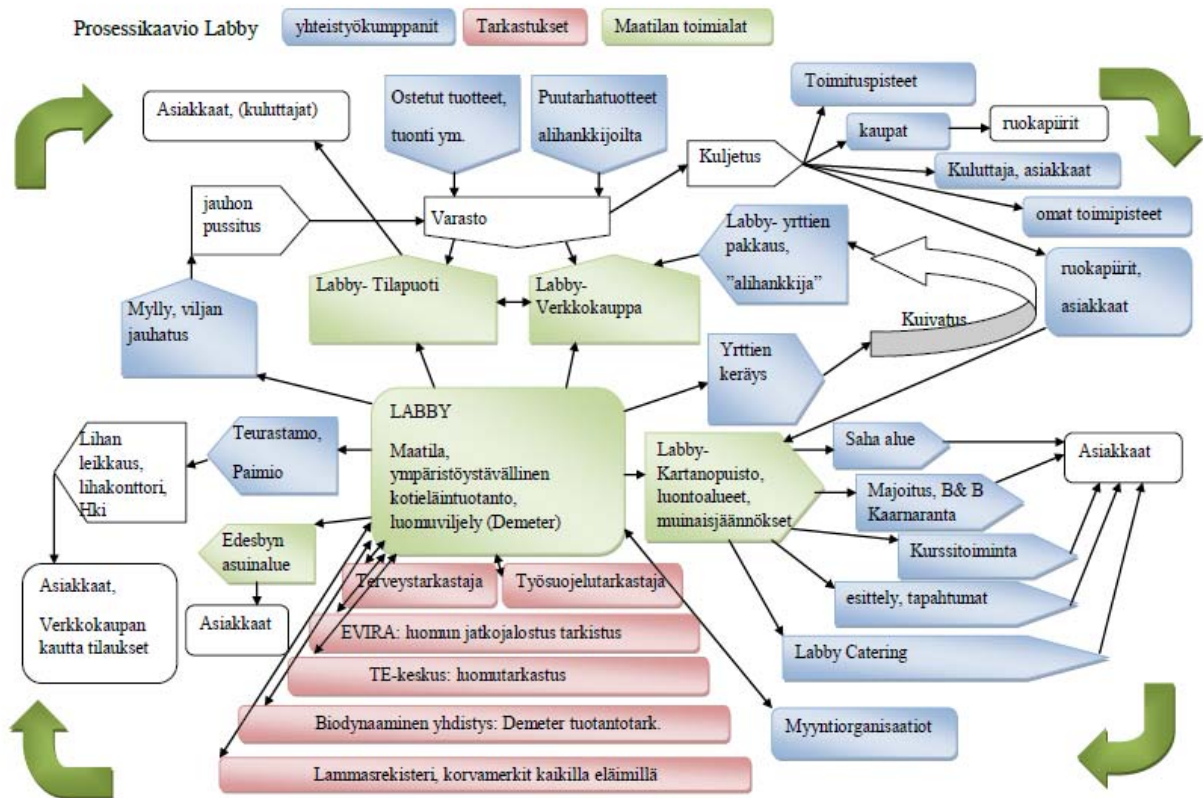 Prosessikaavio Labby
yhteistyökumppanit
Tarkastukset
Maatilan toimialat
Asiakkaat, (kuluttajat)
Ostetut tuotteet,
tuonti ym.
Puutarhatuotteet
alihankkijoilta
Toimituspisteet
kaupat
ruokapiirit
Kuljetus
Kuluttaja, asiakkaat
omat toimipisteet
jauhon
pussitus
Varasto
Labby- yrttien
pakkaus,
"alihankkija"
ruokapiirit,
asiakkaat
Labby- Tilapuoti
Labby-
Verkkokauppa
Mylly, viljan
jauhatus
Kuivatus
Yrttien
keräys
LABBY
Maatila,
ympäristöystävällinen
kotieläintuotanto,
luomuviljely (Demeter)
Teurastamo,
Paimio
Lihan
leikkaus,
lihakonttori,
Hki
Labby-
Kartanopuisto,
luontoalueet,
muinaisjäännökset
Saha alue
Asiakkaat
Majoitus, B& B
Kaarnaranta
Kurssitoiminta
Edesbyn
asuinalue
esittely, tapahtumat
Asiakkaat,
Verkkokaupan
kautta tilaukset
Asiakkaat
Terveystarkastaja
Työsuojelutarkastaja
EVIRA: luomun jatkojalostus tarkistus
Labby Catering
TE-keskus: luomutarkastus
Biodynaaminen yhdistys: Demeter tuotantotark.
Myyntiorganisaatiot
Lammasrekisteri, korvamerkit kaikilla eläimillä